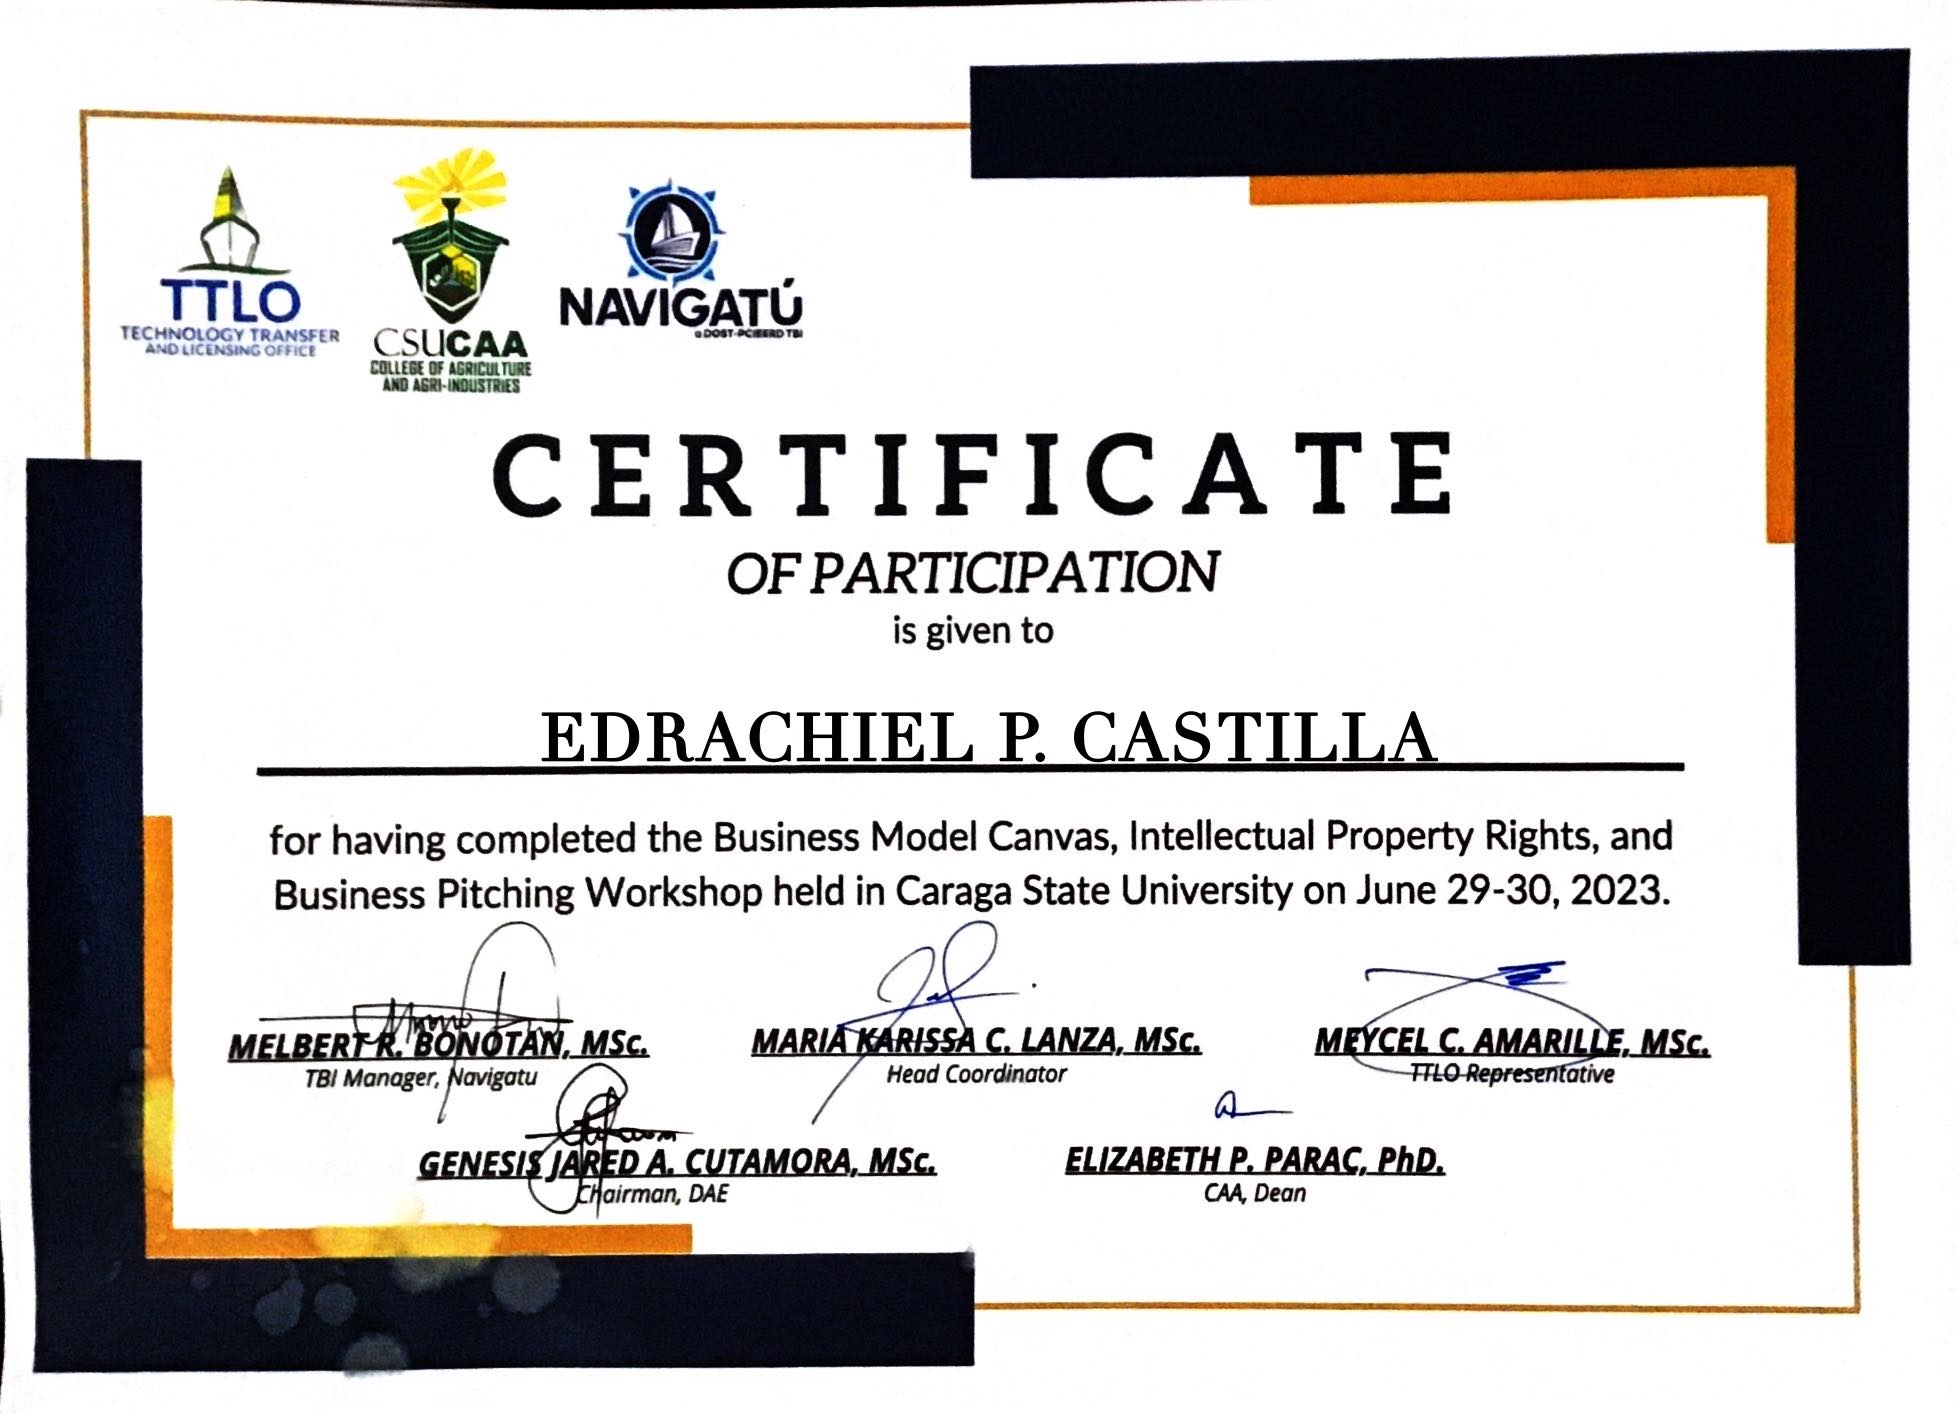 TTLO
TECHNOLOGY TRANSFER
AND LICENSING OFFICE
CSUCAA
COLLEGE OF AGRICULTURE
AND AGRI-INDUSTRIES
NAVIGATÚ
a DOST-PCIEERD TBI
CERTIFICATE
OF PARTICIPATION
is given to
EDRACHIEL P. CASTILLA
for having completed the Business Model Canvas, Intellectual Property Rights, and
Business Pitching Workshop held in Caraga State University on June 29-30, 2023.
MELBERT R. BONOTAN, MSc.
TBI Manager, Navigatu
MARIA KARISSA C. LANZA, MSc.
Head Coordinator
MEYCEL C. AMARILLE, MSc.
TTLO Representative
GENESIS JARED A. CUTAMORA, MSc.
Chairman, DAE
ELIZABETH P. PARAC, PhD.
CAA, Dean